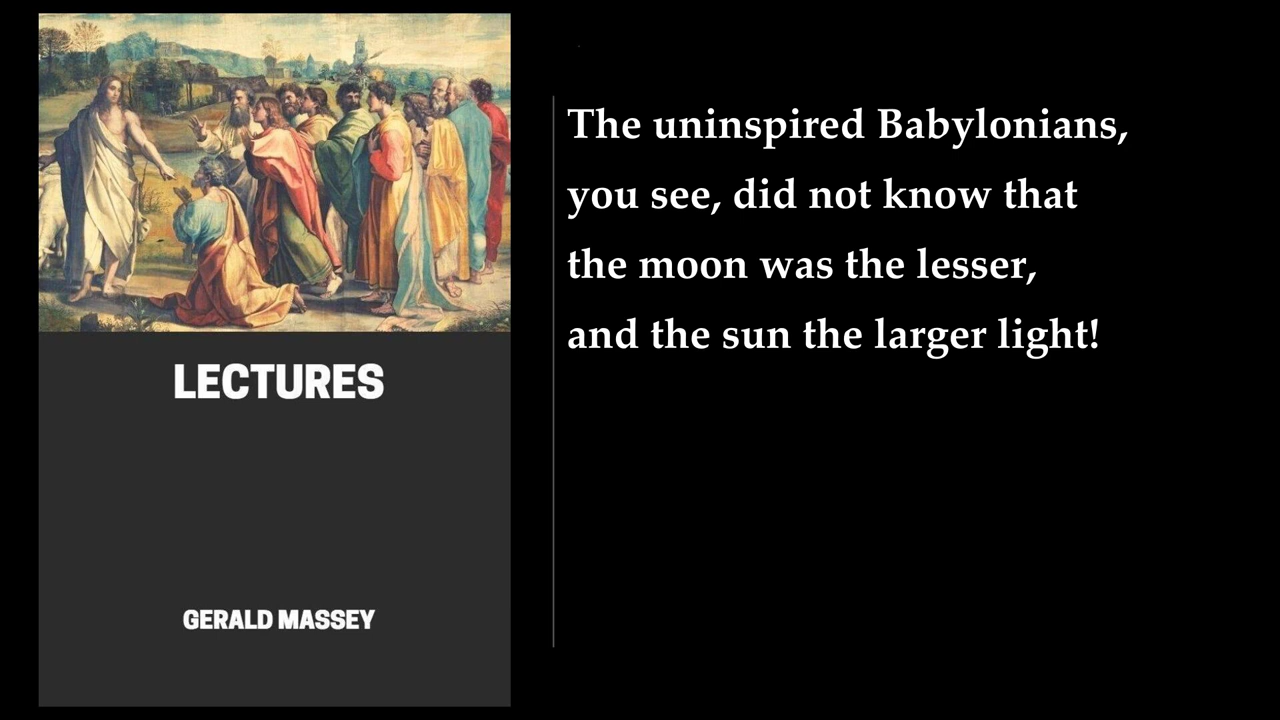 LECTURES
GERALD MASSEY
The uninspired Babylonians,
you see, did not know that
the moon was the lesser,
and the sun the larger light!